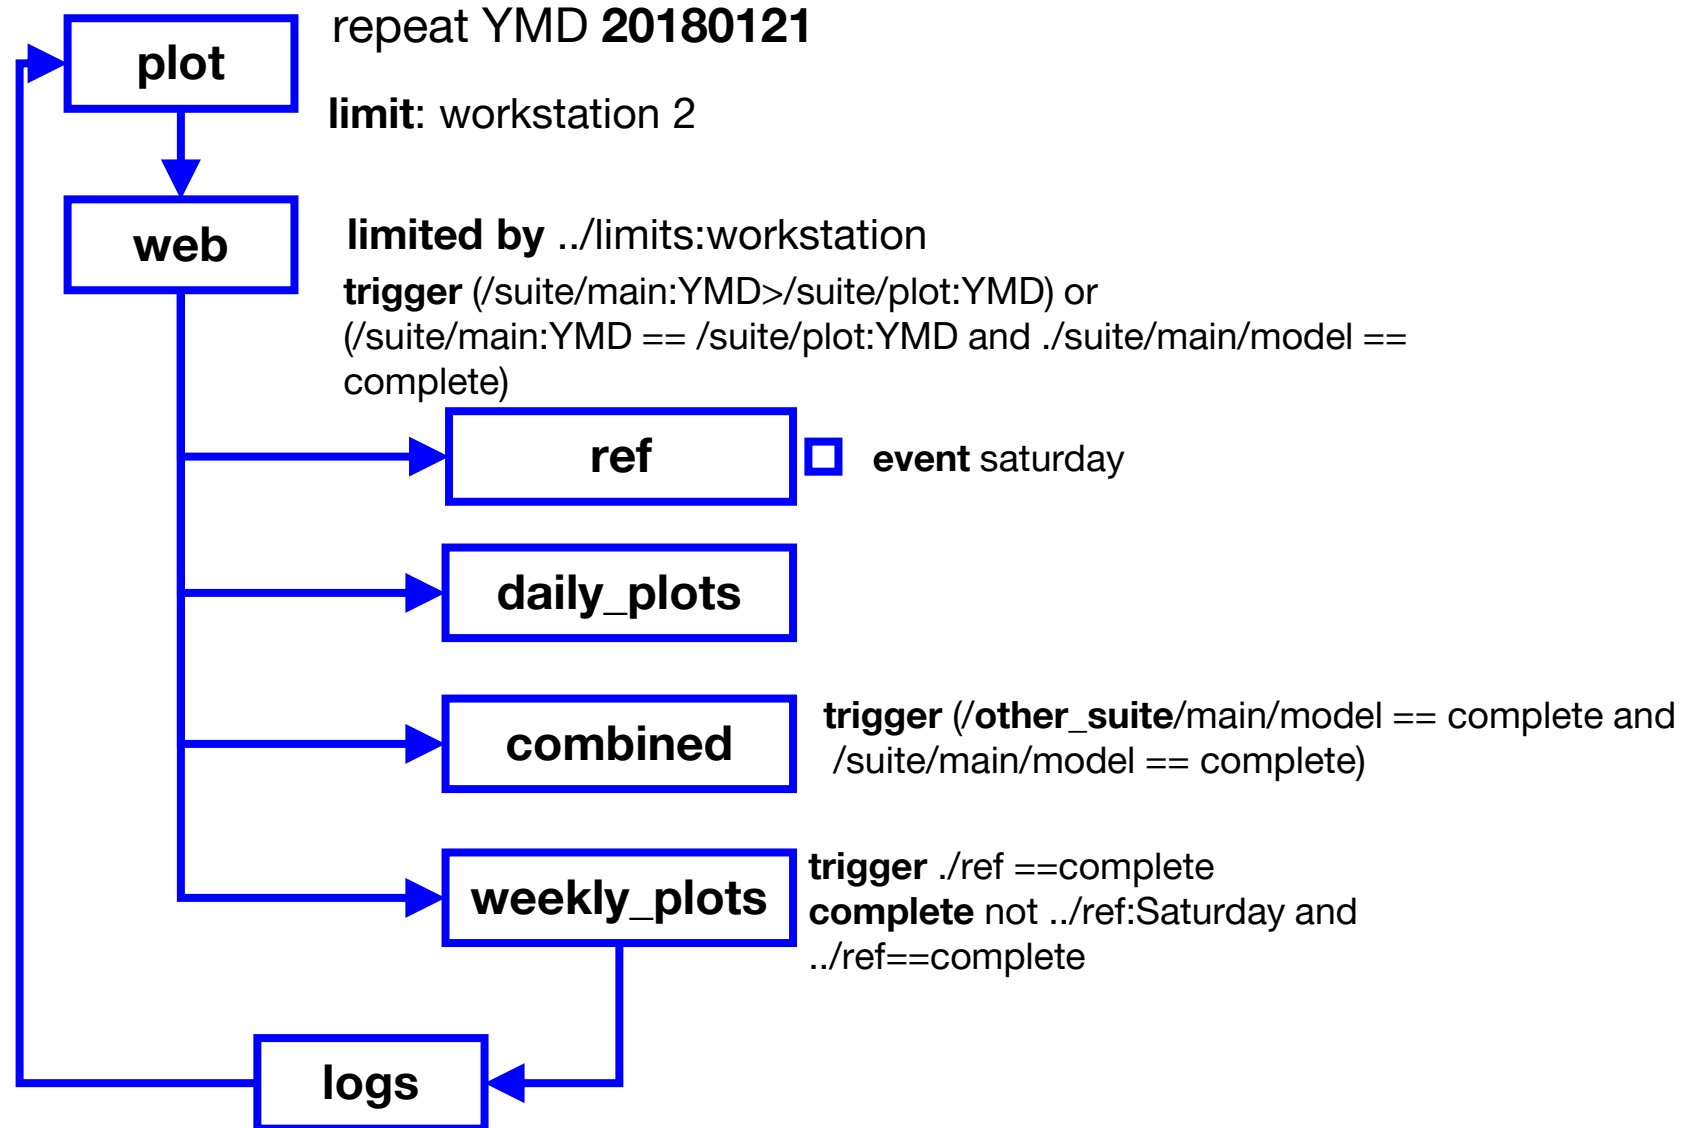 repeat YMD 20180121
plot
limit: workstation 2
web
limited by ../limits:workstation
trigger (/suite/main:YMD>/suite/plot:YMD) or
(/suite/main:YMD == /suite/plot:YMD and ./suite/main/model ==
complete)
ref
event saturday
daily_plots
combined
trigger (/other_suite/main/model == complete and
/suite/main/model == complete)
weekly_plots
trigger ./ref ==complete
complete not ../ref:Saturday and
../ref==complete
logs